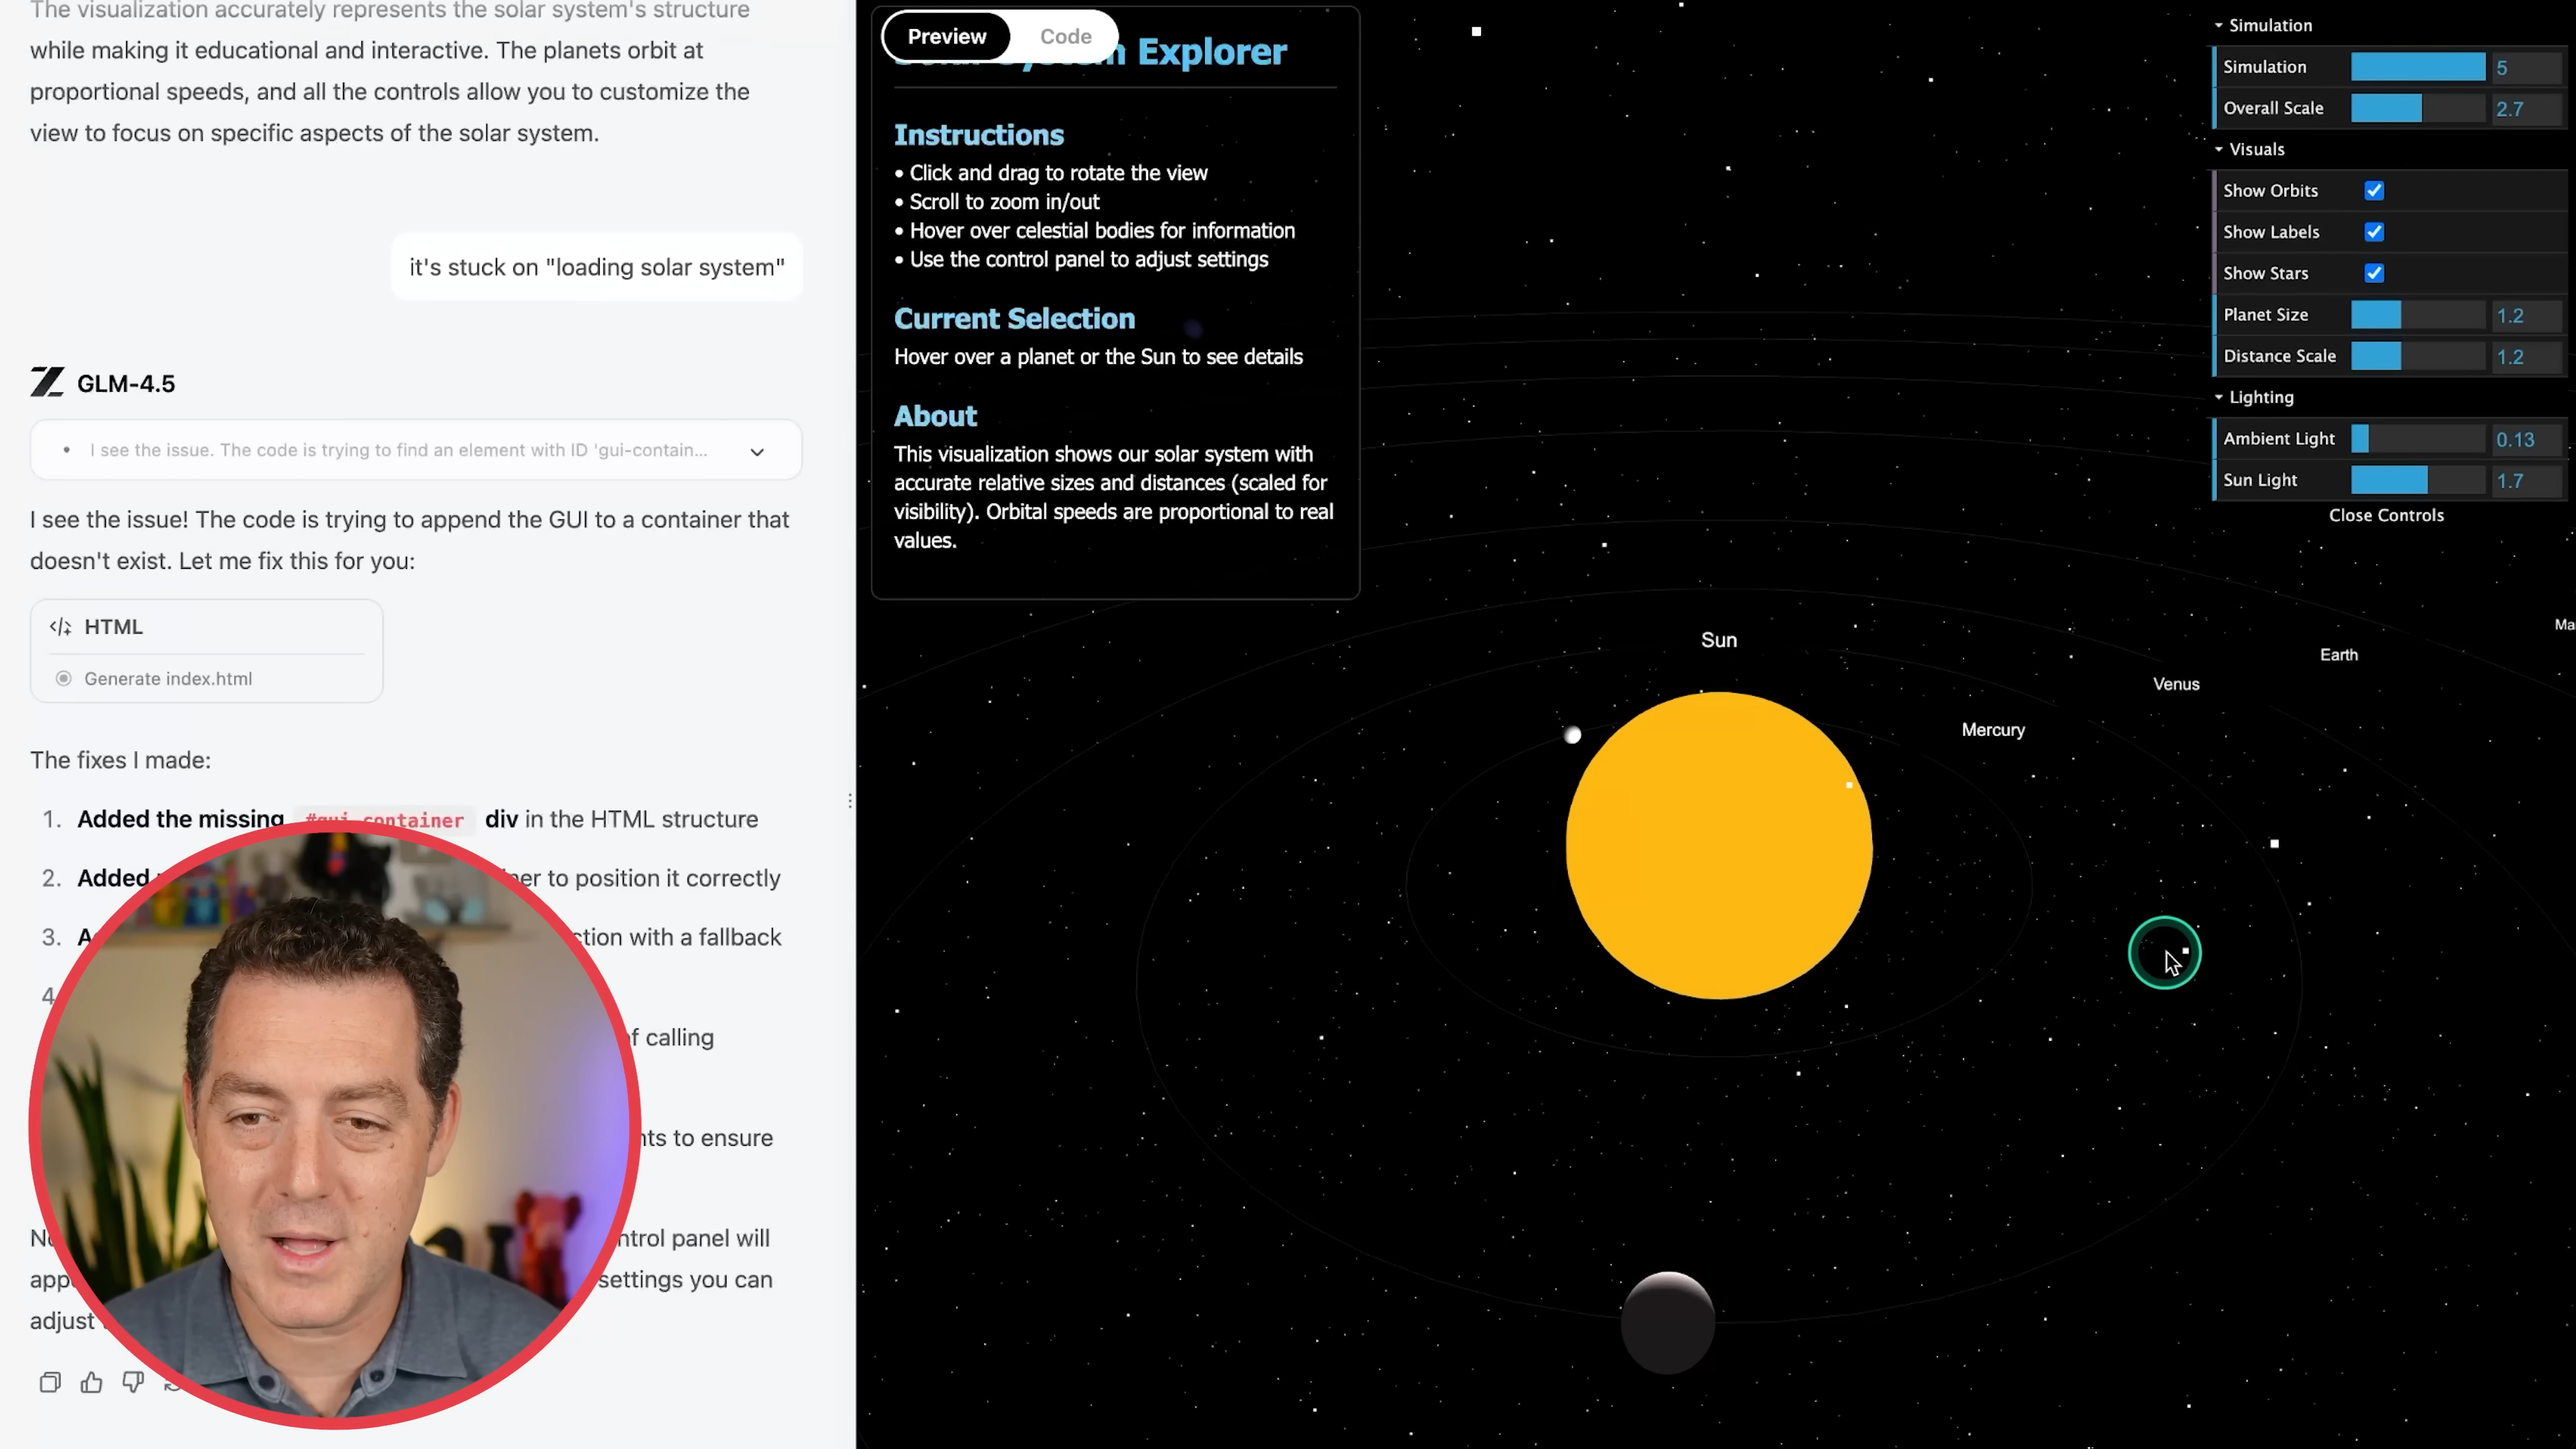 The visualization accurately represents the solar system's structure
while making it educational and interactive. The planets orbit at
proportional speeds, and all the controls allow you to customize the
view to focus on specific aspects of the solar system.
it's stuck on "loading solar system"
GLM-4.5
• I see the issue. The code is trying to find an element with ID 'gui-contain...
I see the issue! The code is trying to append the GUI to a container that
doesn't exist. Let me fix this for you:
HTML
Generate index.html
The fixes I made:
1. Added the missing #gui-container div in the HTML structure
2. Added to position it correctly
3. with a fallback
4
of calling
to ensure
control panel will
settings you can
adjust
Preview Code
Explorer
Instructions
• Click and drag to rotate the view
• Scroll to zoom in/out
• Hover over celestial bodies for information
• Use the control panel to adjust settings
Current Selection
Hover over a planet or the Sun to see details
About
This visualization shows our solar system with
accurate relative sizes and distances (scaled for
visibility). Orbital speeds are proportional to real
values.
Sun
Mercury
Venus
Earth
Ma
Simulation
Simulation 5
Overall Scale 2.7
Visuals
Show Orbits
Show Labels
Show Stars
Planet Size 1.2
Distance Scale 1.2
Lighting
Ambient Light 0.13
Sun Light 1.7
Close Controls